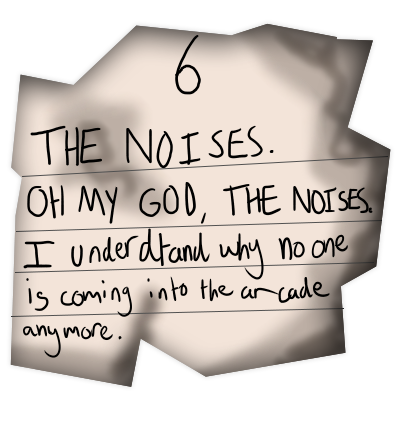 6
THE NOISES.
OH MY GOD, THE NOISES.
I underdtand why no one
is coming into the arcade
anymore.